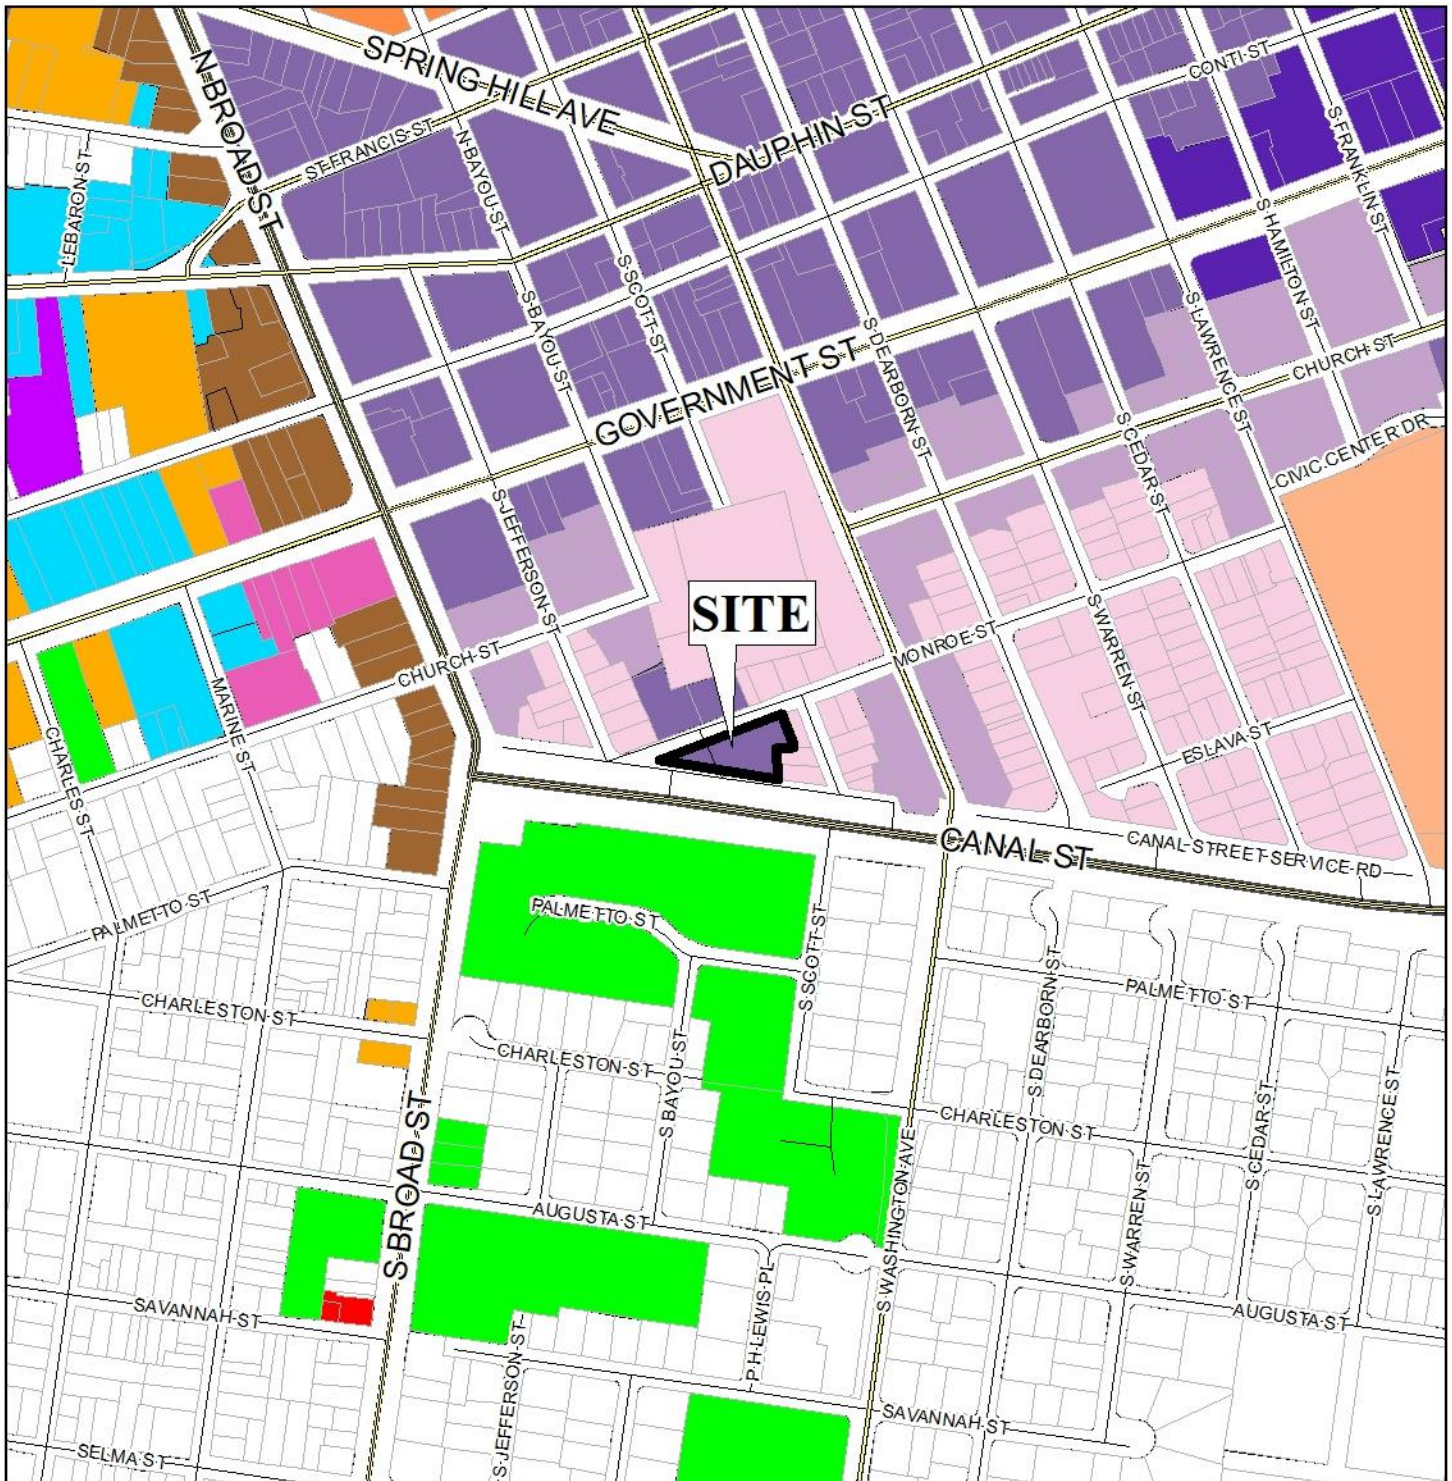 SPRING HILL AVE
N BROAD ST
CONTI ST
DAUPHIN ST
S FRANKLIN ST
ST FRANCIS ST
N BAYOU ST
LEBARON ST
S HAMILTON ST
S SCOTT ST
S BAYOU ST
S DEARBORN ST
S LAWRENCE ST
CHURCH ST
GOVERNMENT ST
S CEDAR ST
CIVIC CENTER DR
S JEFFERSON ST
SITE
MONROE ST
S WARREN ST
CHURCH ST
MARINE ST
CHARLES ST
ESLAVA ST
CANAL ST
CANAL STREET SERVICE RD
PALMETTO ST
PALMETTO ST
S SCOTT ST
PALMETTO ST
CHARLESTON ST
S DEARBORN ST
CHARLESTON ST
S BAYOU ST
CHARLESTON ST
S CEDAR ST
S LAWRENCE ST
S BROAD ST
AUGUSTA ST
S WASHINGTON AVE
S WARREN ST
SAVANNAH ST
P H LEWIS PL
AUGUSTA ST
S JEFFERSON ST
SAVANNAH ST
SELMA ST